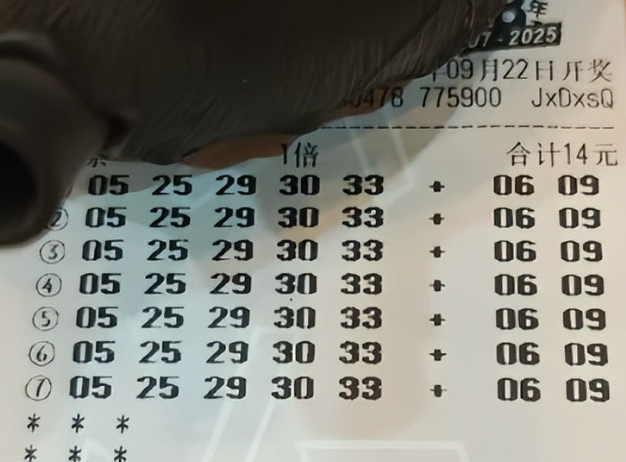 年
07-2025
年09月22日开奖
0478 775900 JxDxsQ
票 1倍 合计14元
05 25 29 30 33 + 06 09
② 05 25 29 30 33 + 06 09
③ 05 25 29 30 33 + 06 09
④ 05 25 29 30 33 + 06 09
⑤ 05 25 29 30 33 + 06 09
⑥ 05 25 29 30 33 + 06 09
⑦ 05 25 29 30 33 + 06 09
* * *
* * *